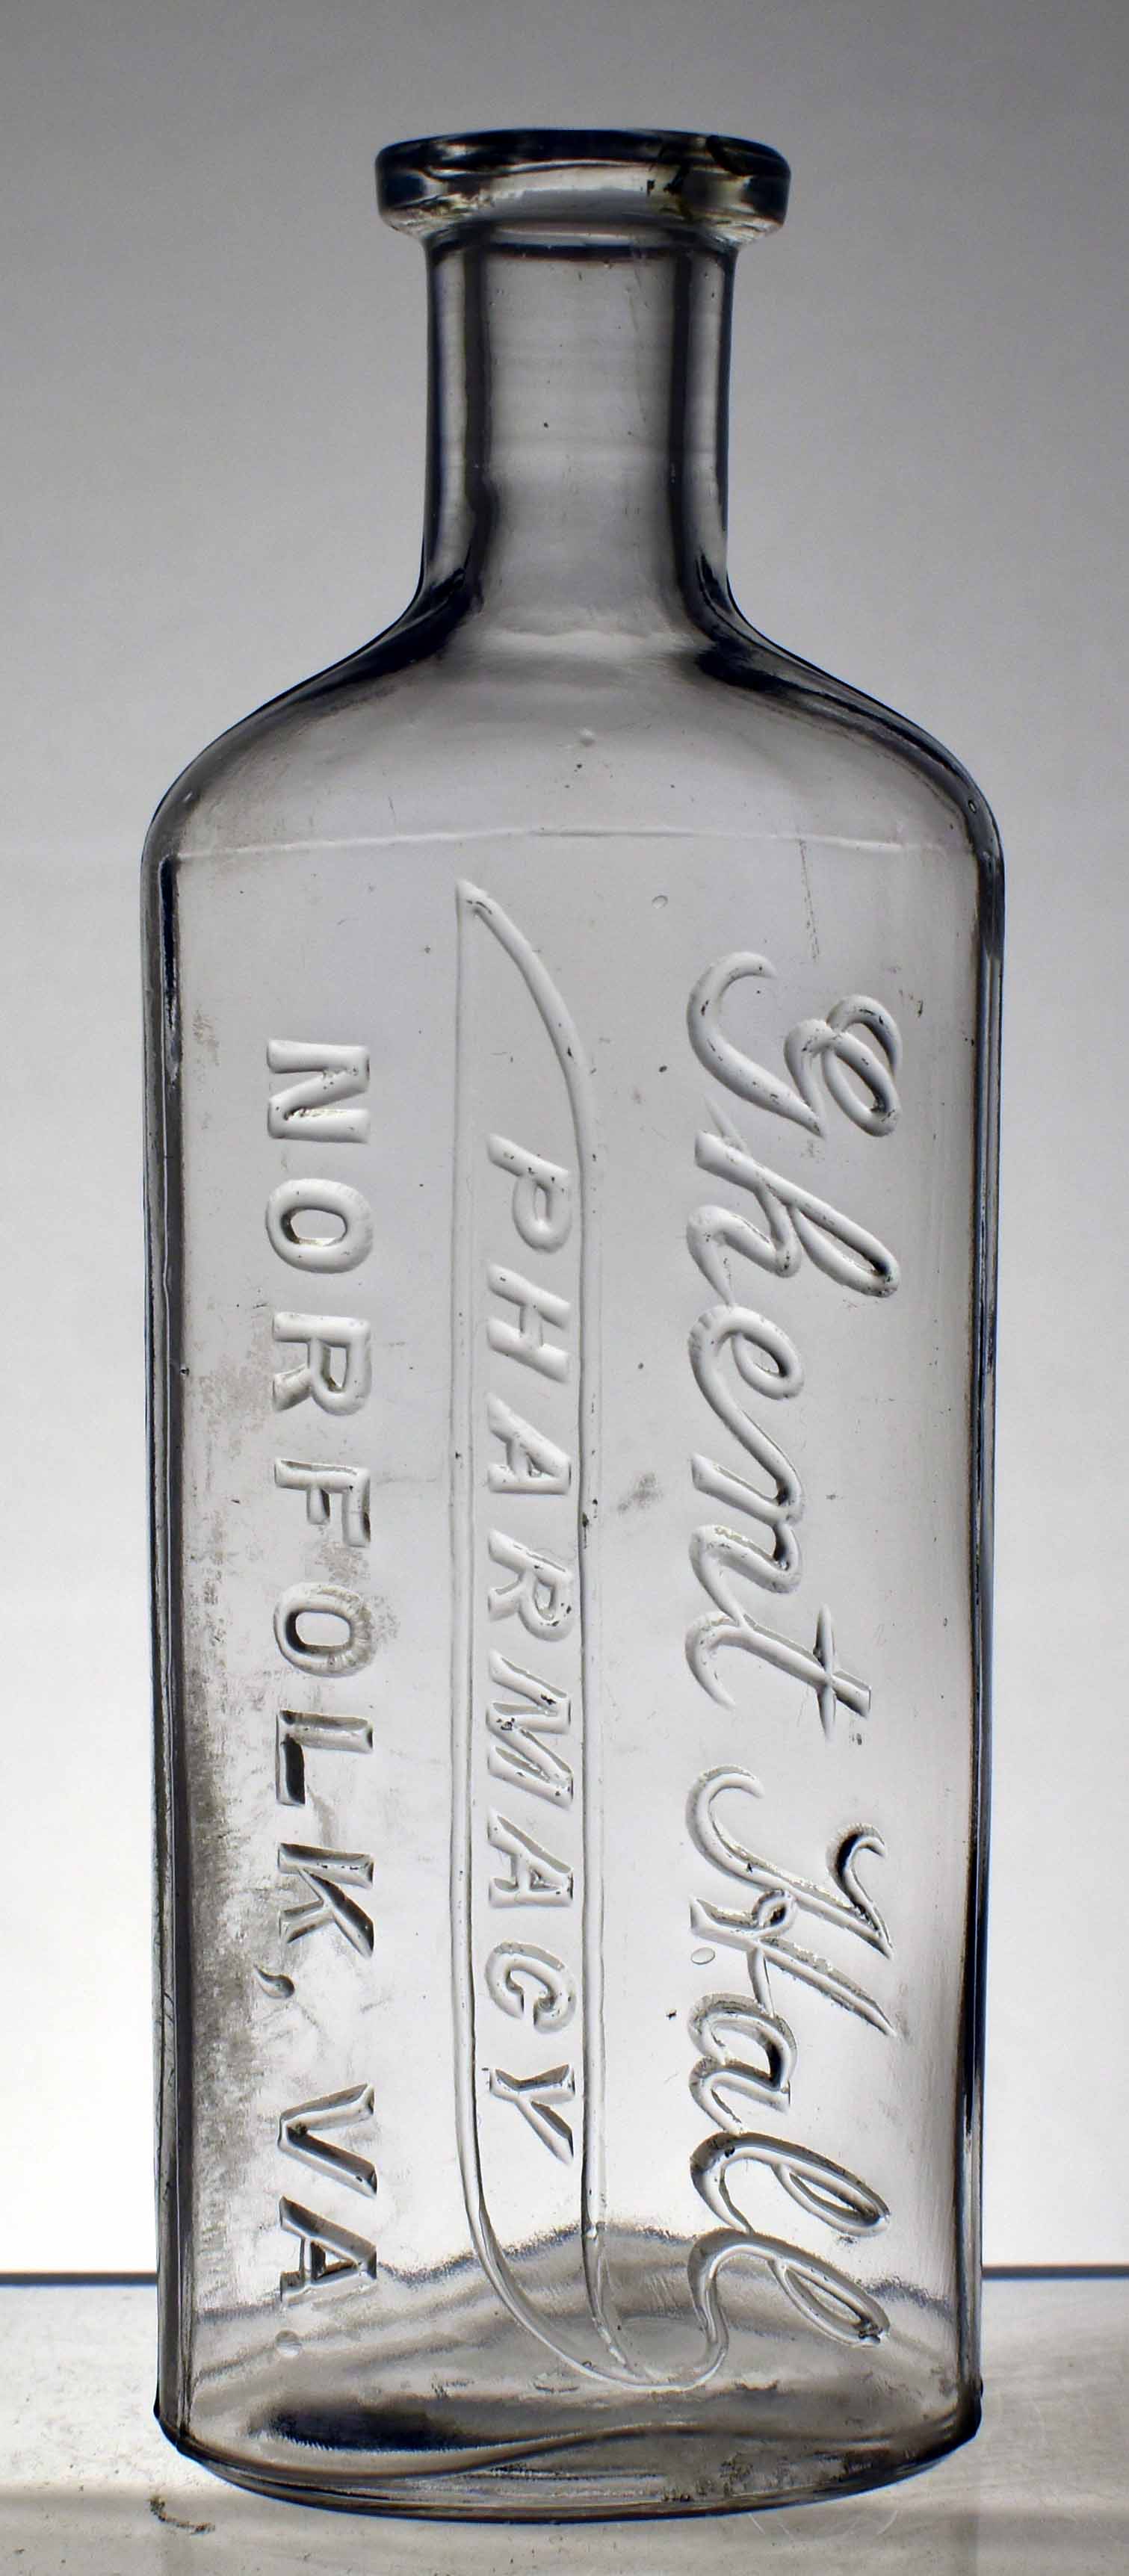 Ghent Hall
PHARMACY
NORFOLK, VA.